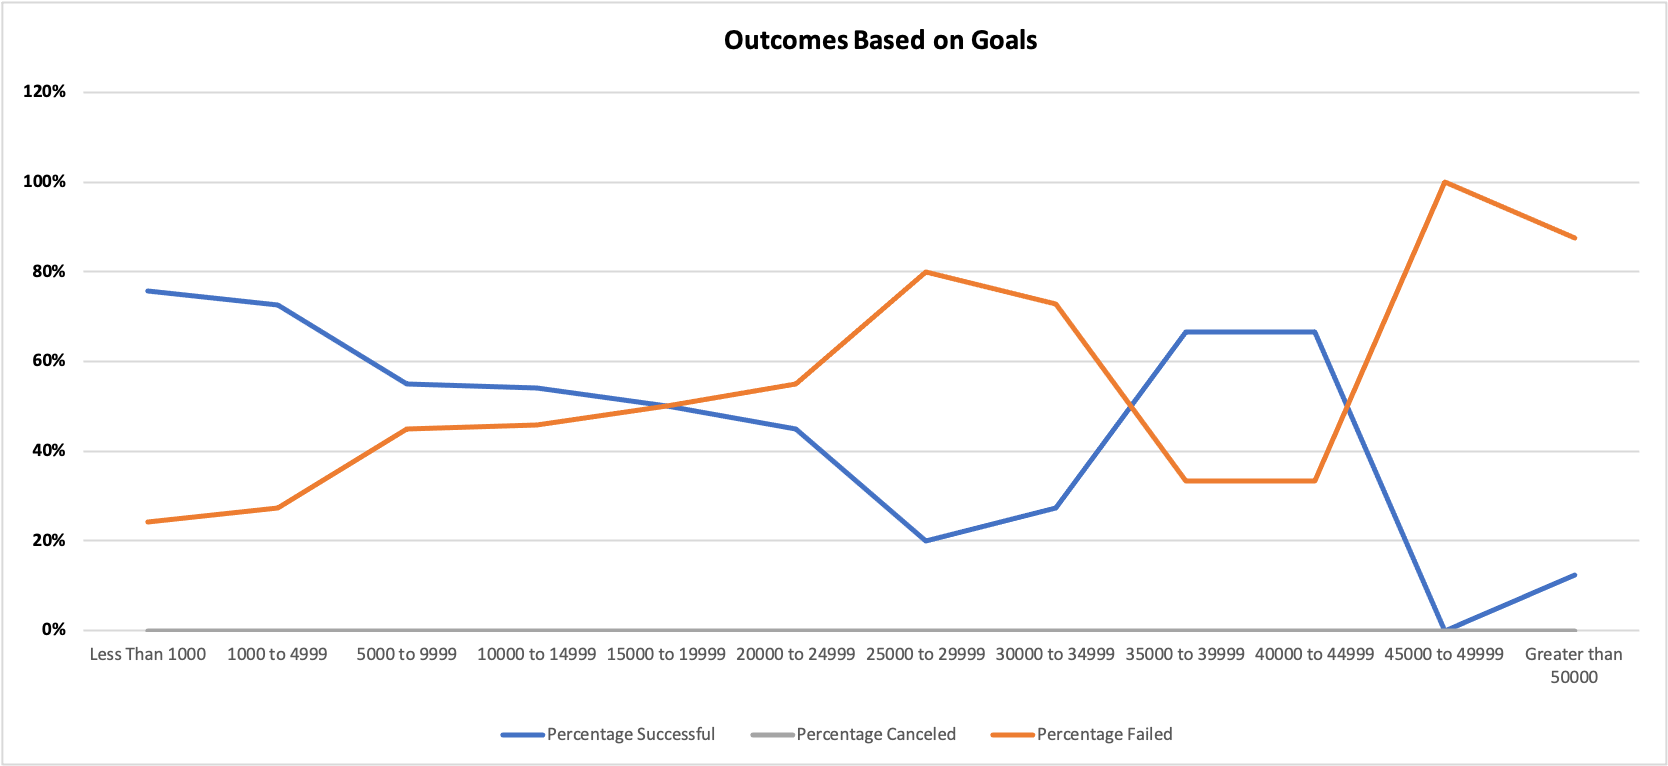 Outcomes Based on Goals
120%
100%
80%
60%
40%
20%
0%
Less Than 1000 1000 to 4999 5000 to 9999 10000 to 14999 15000 to 19999 20000 to 24999 25000 to 29999 30000 to 34999 35000 to 39999 40000 to 44999 45000 to 49999 Greater than
50000
Percentage Successful Percentage Canceled Percentage Failed